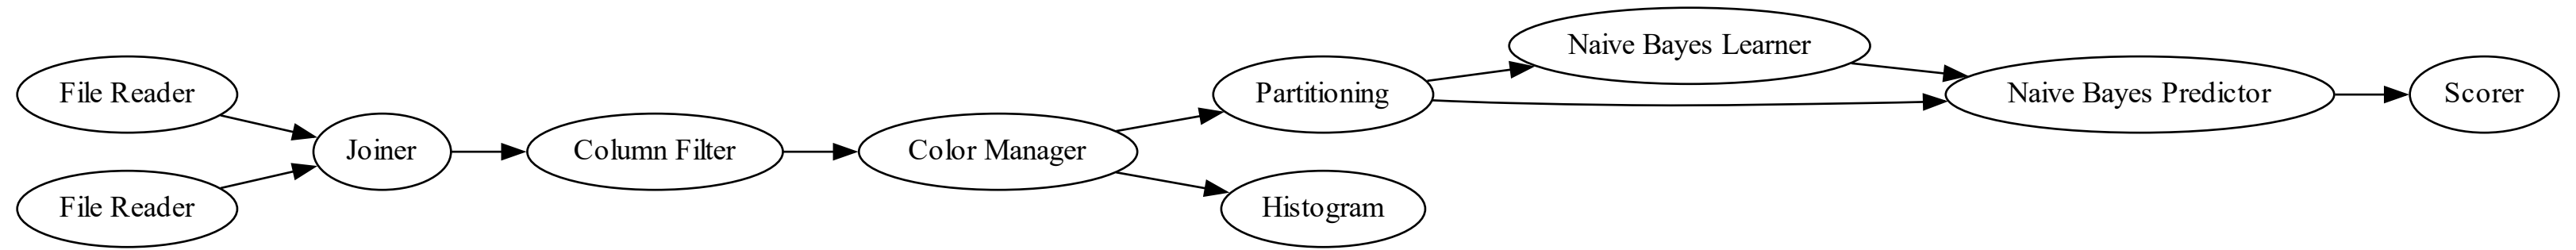 File Reader
File Reader
Joiner
Column Filter
Color Manager
Partitioning
Histogram
Naive Bayes Learner
Naive Bayes Predictor
Scorer